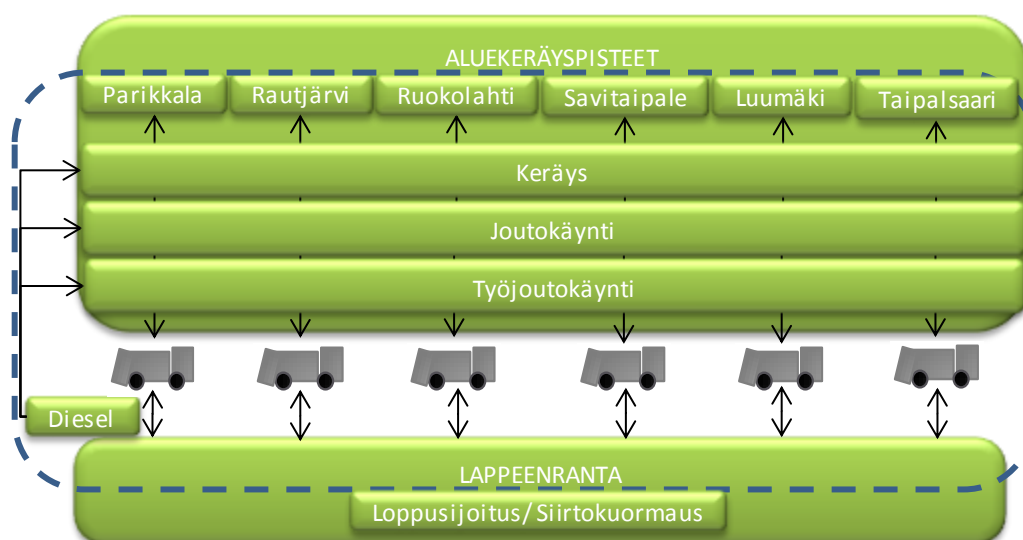 ALUEKERÄYSPISTEET
Parikkala
Rautjärvi
Ruokolahti
Savitaipale
Luumäki
Taipalsaari
Keräys
Joutokäynti
Työjoutokäynti
Diesel
LAPPEENRANTA
Loppusijoitus/ Siirtokuormaus